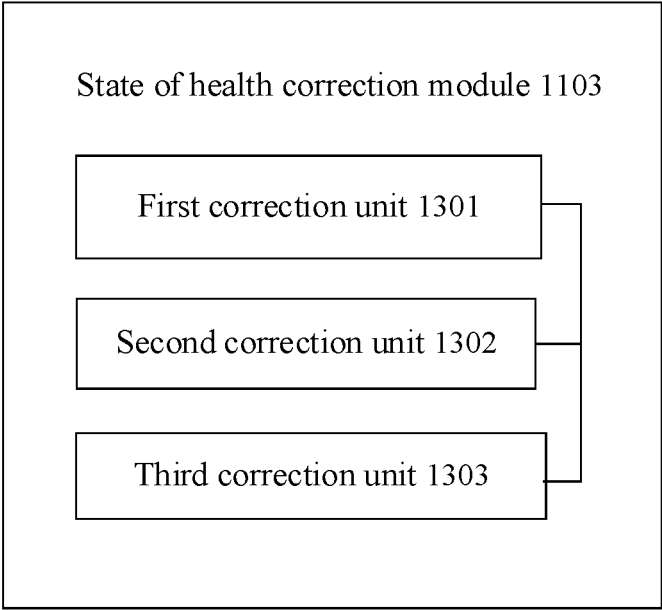 State of health correction module 1103
First correction unit 1301
Second correction unit 1302
Third correction unit 1303